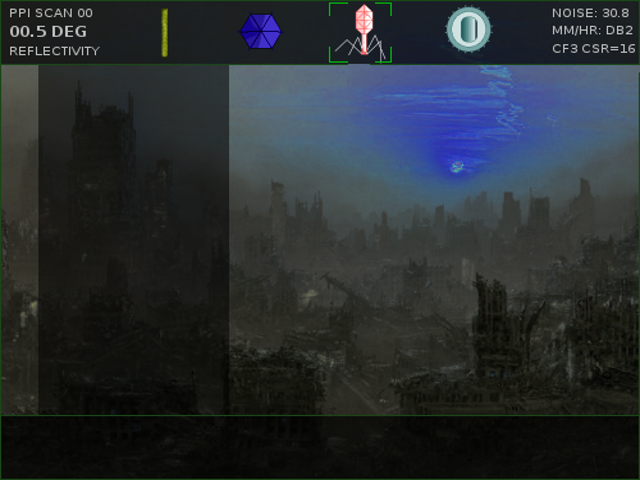 PPI SCAN 00
00.5 DEG
REFLECTIVITY
NOISE: 30.8
MM/HR: DB2
CF3 CSR=16